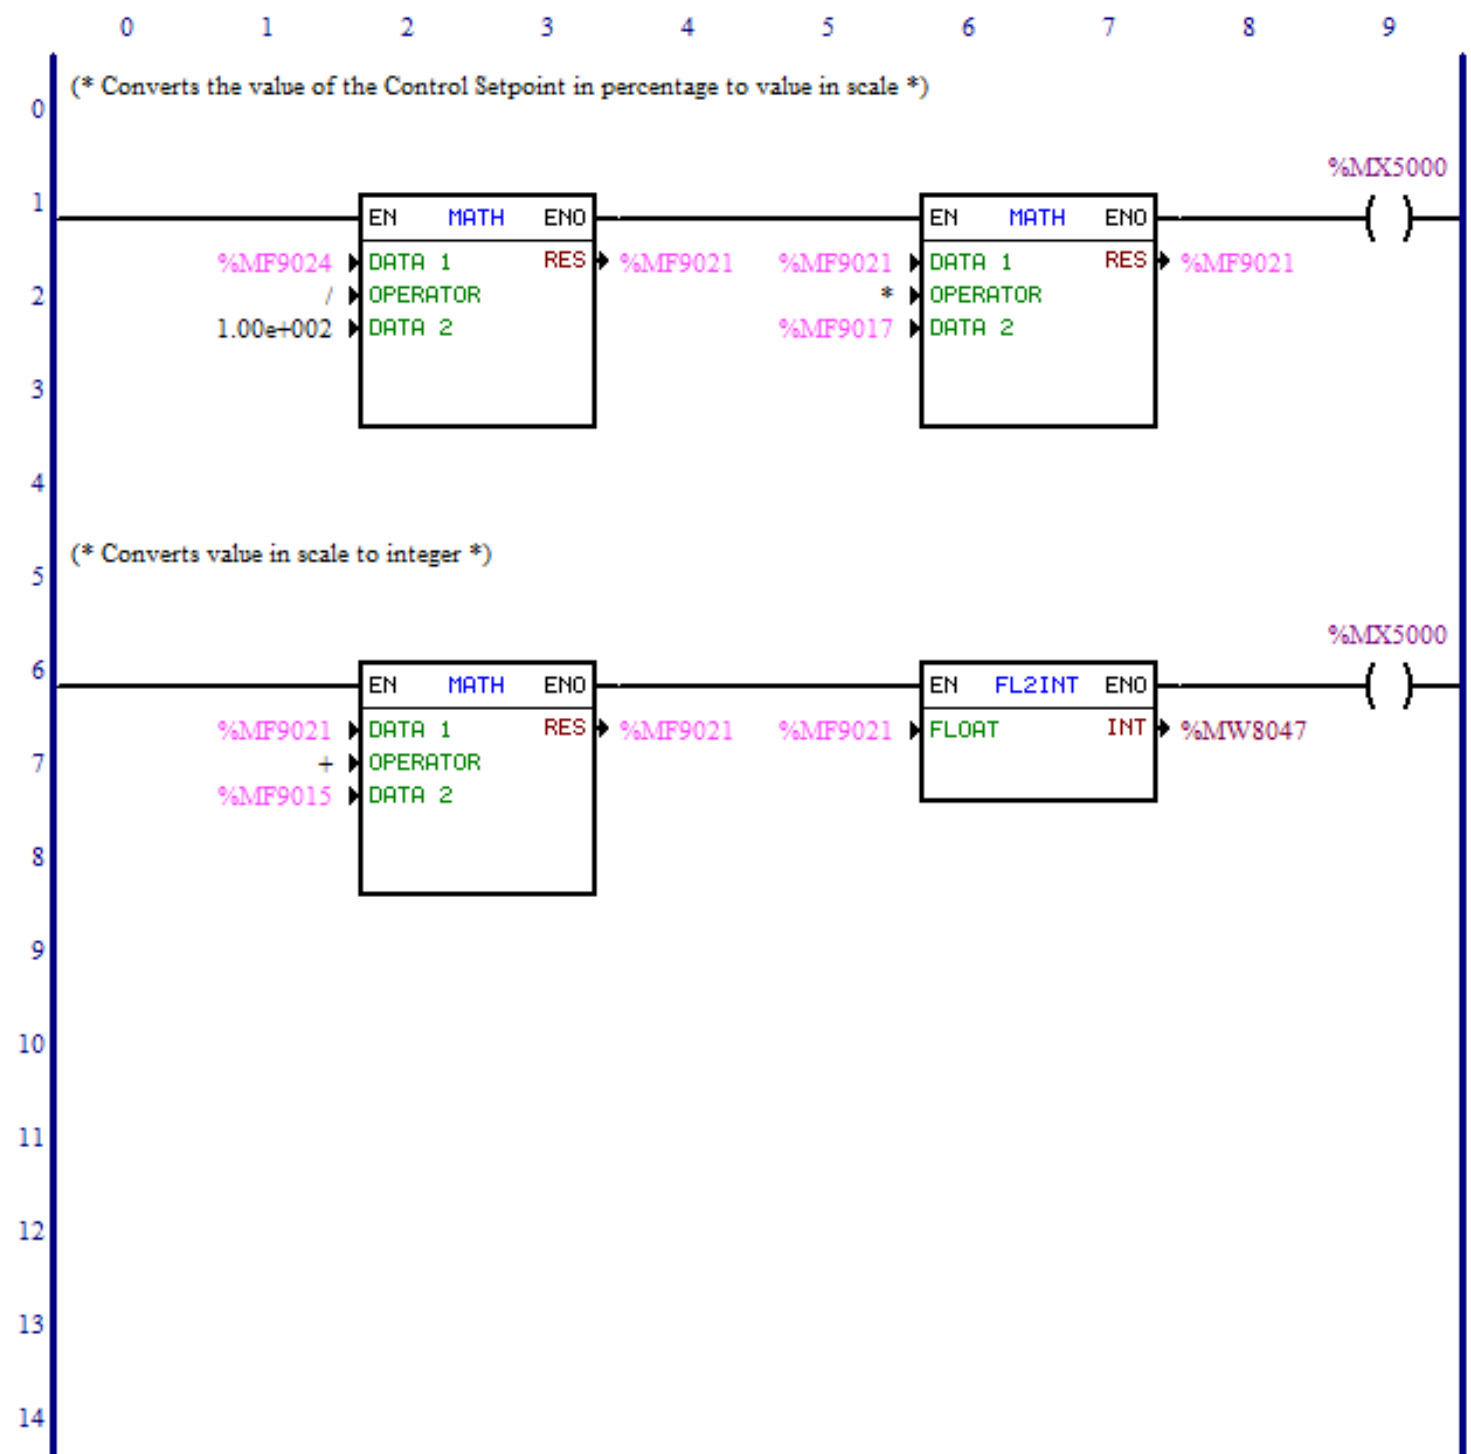 0 1 2 3 4 5 6 7 8 9
(* Converts the value of the Control Setpoint in percentage to value in scale *)
0
%MX5000
1
EN MATH ENO EN MATH ENO ( )
%MF9024 DATA 1 RES %MF9021 %MF9021 DATA 1 RES %MF9021
2
/ OPERATOR * OPERATOR
1.00e+002 DATA 2 %MF9017 DATA 2
3
4
(* Converts value in scale to integer *)
5
%MX5000
6
EN MATH ENO EN FL2INT ENO ( )
%MF9021 DATA 1 RES %MF9021 %MF9021 FLOAT INT %MW8047
7
+ OPERATOR
%MF9015 DATA 2
8
9
10
11
12
13
14